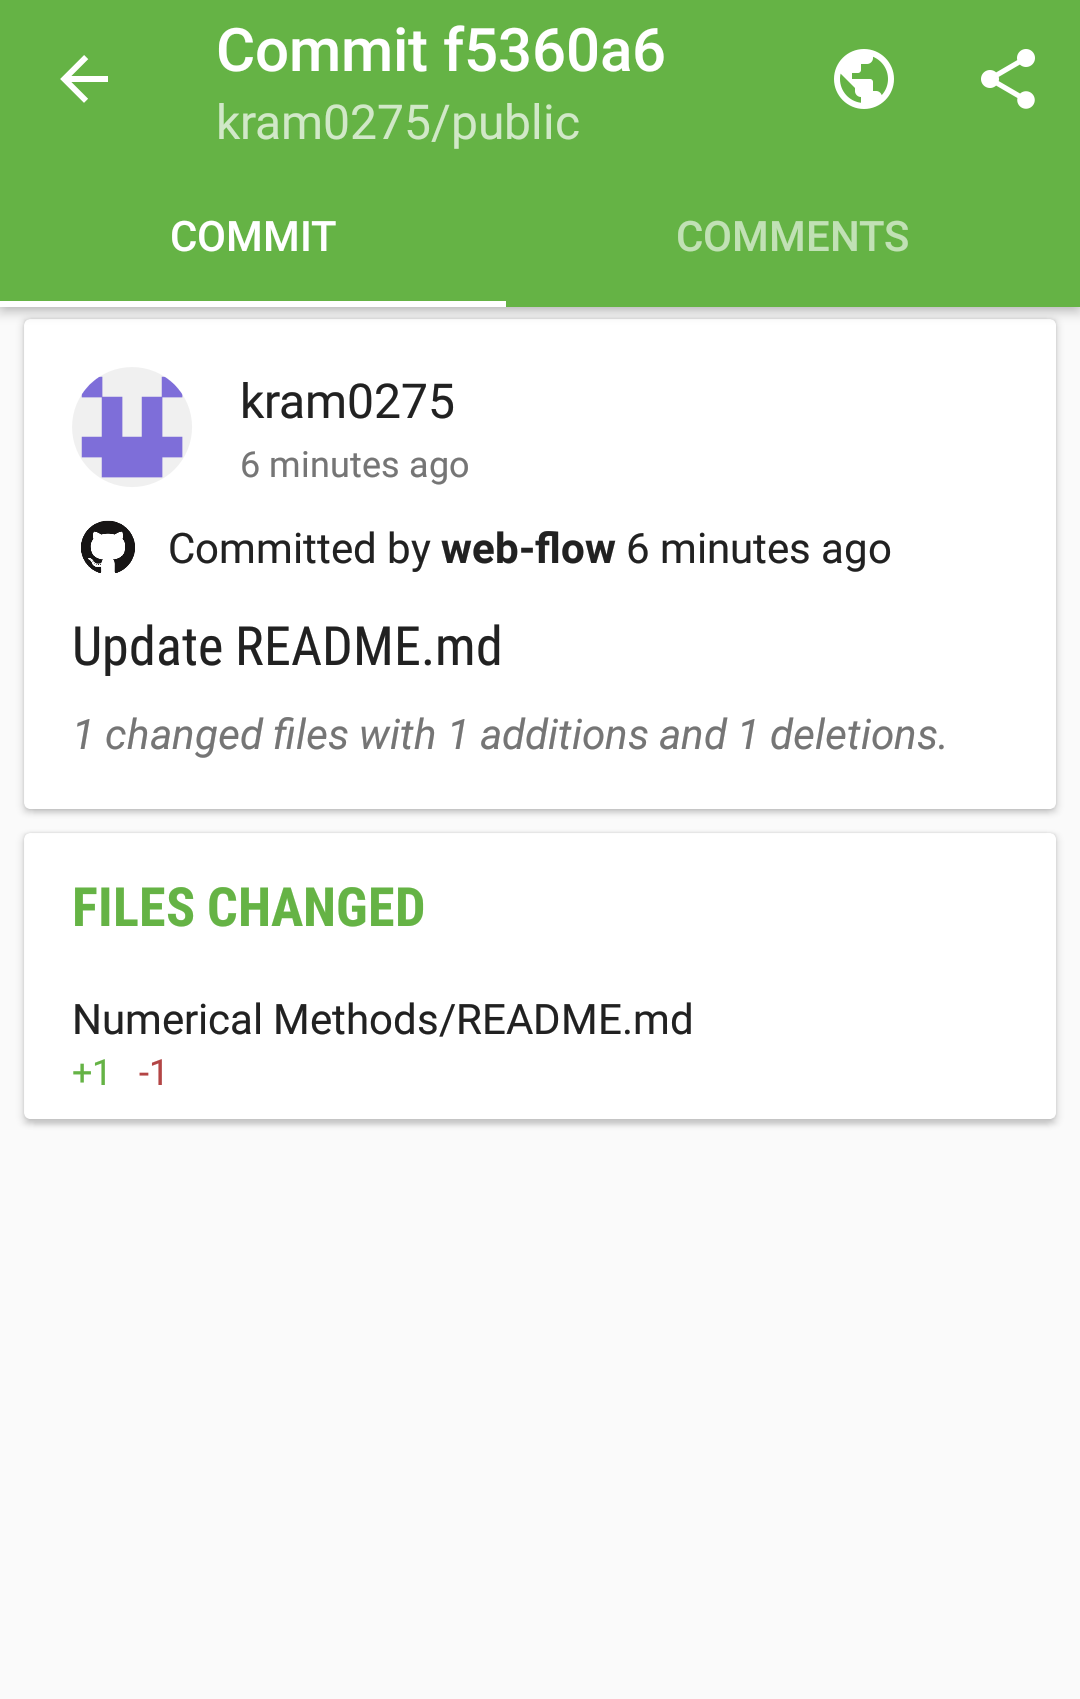 Commit f5360a6
kram0275/public
COMMIT
COMMENTS
kram0275
6 minutes ago
Committed by web-flow 6 minutes ago
Update README.md
1 changed files with 1 additions and 1 deletions.
FILES CHANGED
Numerical Methods/README.md
+1 -1